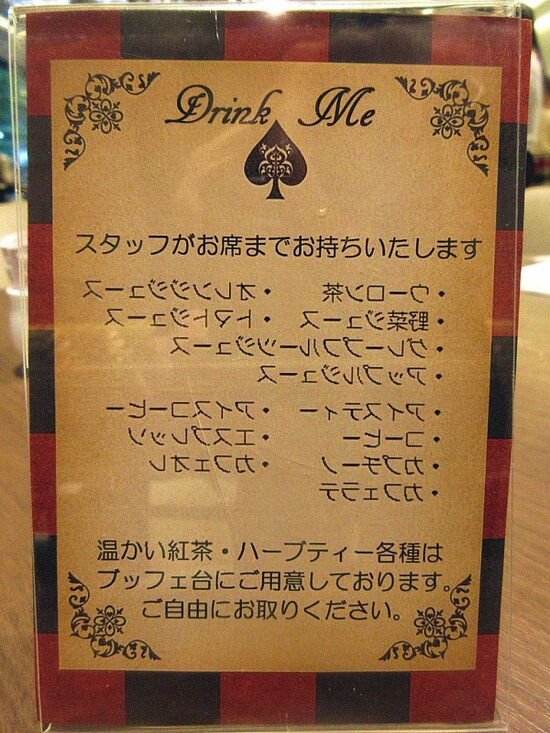 Drink Me
スタッフがお席までお持ちいたします
・ウーロン茶 ・オレンジジュース
・野菜ジュース ・トマトジュース
・グレープフルーツジュース
・アップルジュース
・アイスティー ・アイスコーヒー
・コーヒー ・エスプレッソ
・カプチーノ ・カフェオレ
・カフェラテ
温かい紅茶・ハーブティー各種は
ブッフェ台にご用意しております。
ご自由にお取りください。